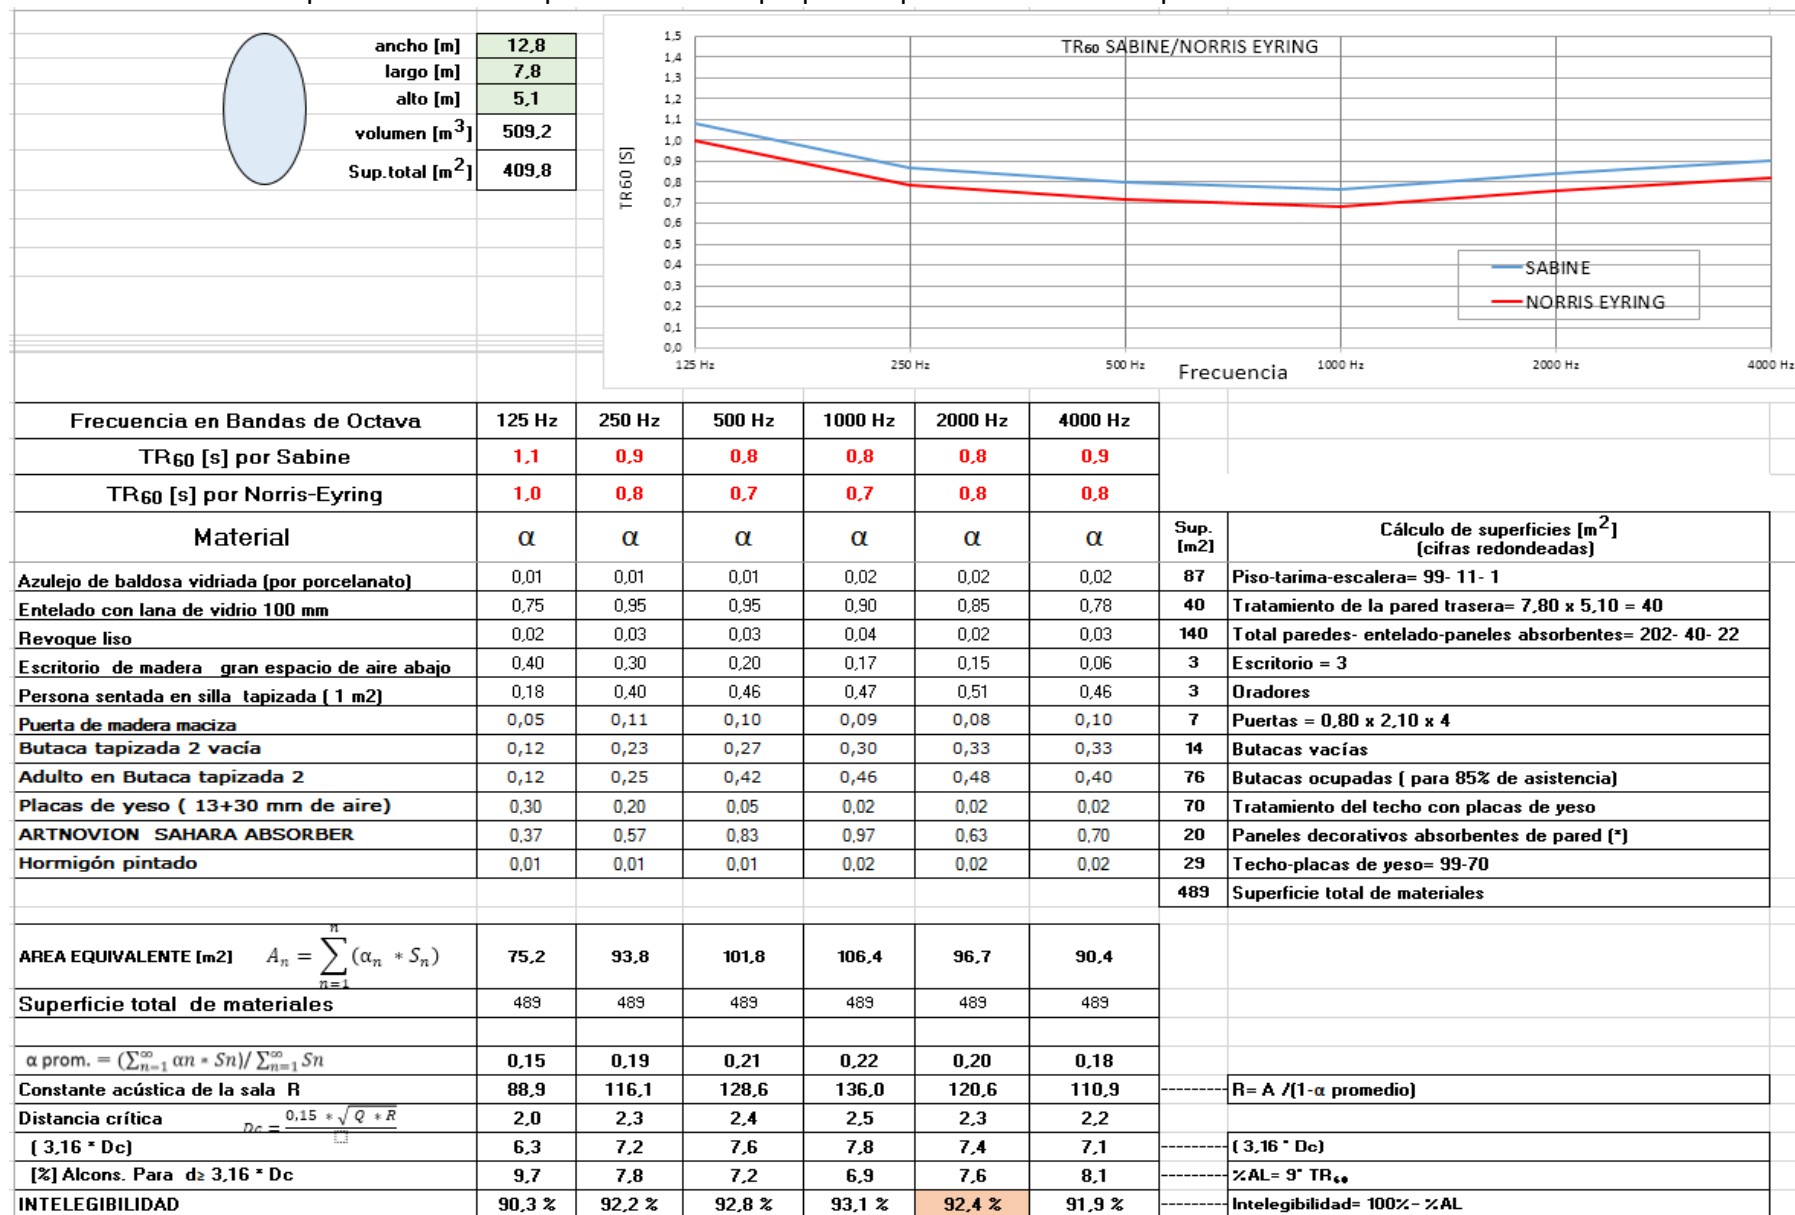 ancho [m] 12,8
largo [m] 7,8
alto [m] 5,1
volumen [m3] 509,2
Sup.total [m2] 409,8
TR60 SABINE/NORRIS EYRING
1,5
1,4
1,3
1,2
1,1
1,0
0,9
0,8
0,7
0,6
0,5
0,4
0,3
0,2
0,1
0,0
TR60 [S]
SABINE
NORRIS EYRING
125 Hz 250 Hz 500 Hz 1000 Hz 2000 Hz 4000 Hz
Frecuencia
Frecuencia en Bandas de Octava 125 Hz 250 Hz 500 Hz 1000 Hz 2000 Hz 4000 Hz
TR60 [s] por Sabine 1,1 0,9 0,8 0,8 0,8 0,9
TR60 [s] por Norris-Eyring 1,0 0,8 0,7 0,7 0,8 0,8
Material α α α α α α Sup. [m2] Cálculo de superficies [m2] (cifras redondeadas)
Azulejo de baldosa vidriada (por porcelanato) 0,01 0,01 0,01 0,02 0,02 0,02 87 Piso-tarima-escalera= 99- 11- 1
Entelado con lana de vidrio 100 mm 0,75 0,95 0,95 0,90 0,85 0,78 40 Tratamiento de la pared trasera= 7,80 x 5,10 = 40
Revoque liso 0,02 0,03 0,03 0,04 0,02 0,03 140 Total paredes- entelado-paneles absorbentes= 202- 40- 22
Escritorio de madera gran espacio de aire abajo 0,40 0,30 0,20 0,17 0,15 0,06 3 Escritorio = 3
Persona sentada en silla tapizada ( 1 m2) 0,18 0,40 0,46 0,47 0,51 0,46 3 Oradores
Puerta de madera maciza 0,05 0,11 0,10 0,09 0,08 0,10 7 Puertas = 0,80 x 2,10 x 4
Butaca tapizada 2 vacía 0,12 0,23 0,27 0,30 0,33 0,33 14 Butacas vacías
Adulto en Butaca tapizada 2 0,12 0,25 0,42 0,46 0,48 0,40 76 Butacas ocupadas ( para 85% de asistencia)
Placas de yeso ( 13+30 mm de aire) 0,30 0,20 0,05 0,02 0,02 0,02 70 Tratamiento del techo con placas de yeso
ARTNOVION SAHARA ABSORBER 0,37 0,57 0,83 0,97 0,63 0,70 20 Paneles decorativos absorbentes de pared (*)
Hormigón pintado 0,01 0,01 0,01 0,02 0,02 0,02 29 Techo-placas de yeso= 99-70
489 Superficie total de materiales
AREA EQUIVALENTE [m2] An = ∑n=1n (αn * Sn) 75,2 93,8 101,8 106,4 96,7 90,4
Superficie total de materiales 489 489 489 489 489 489
α prom. = (∑n=1∞ αn * Sn)/ ∑n=1∞ Sn 0,15 0,19 0,21 0,22 0,20 0,18
Constante acústica de la sala R 88,9 116,1 128,6 136,0 120,6 110,9 --------- R= A /(1-α promedio)
Distancia crítica Dc = 0,15 * √Q * R 2,0 2,3 2,4 2,5 2,3 2,2
( 3,16 * Dc) 6,3 7,2 7,6 7,8 7,4 7,1 --------- ( 3,16 * Dc)
[%] Alcons. Para d≥ 3,16 * Dc 9,7 7,8 7,2 6,9 7,6 8,1 --------- %AL= 9* TR60
INTELEGIBILIDAD 90,3 % 92,2 % 92,8 % 93,1 % 92,4 % 91,9 % --------- Intelegibilidad= 100%- %AL